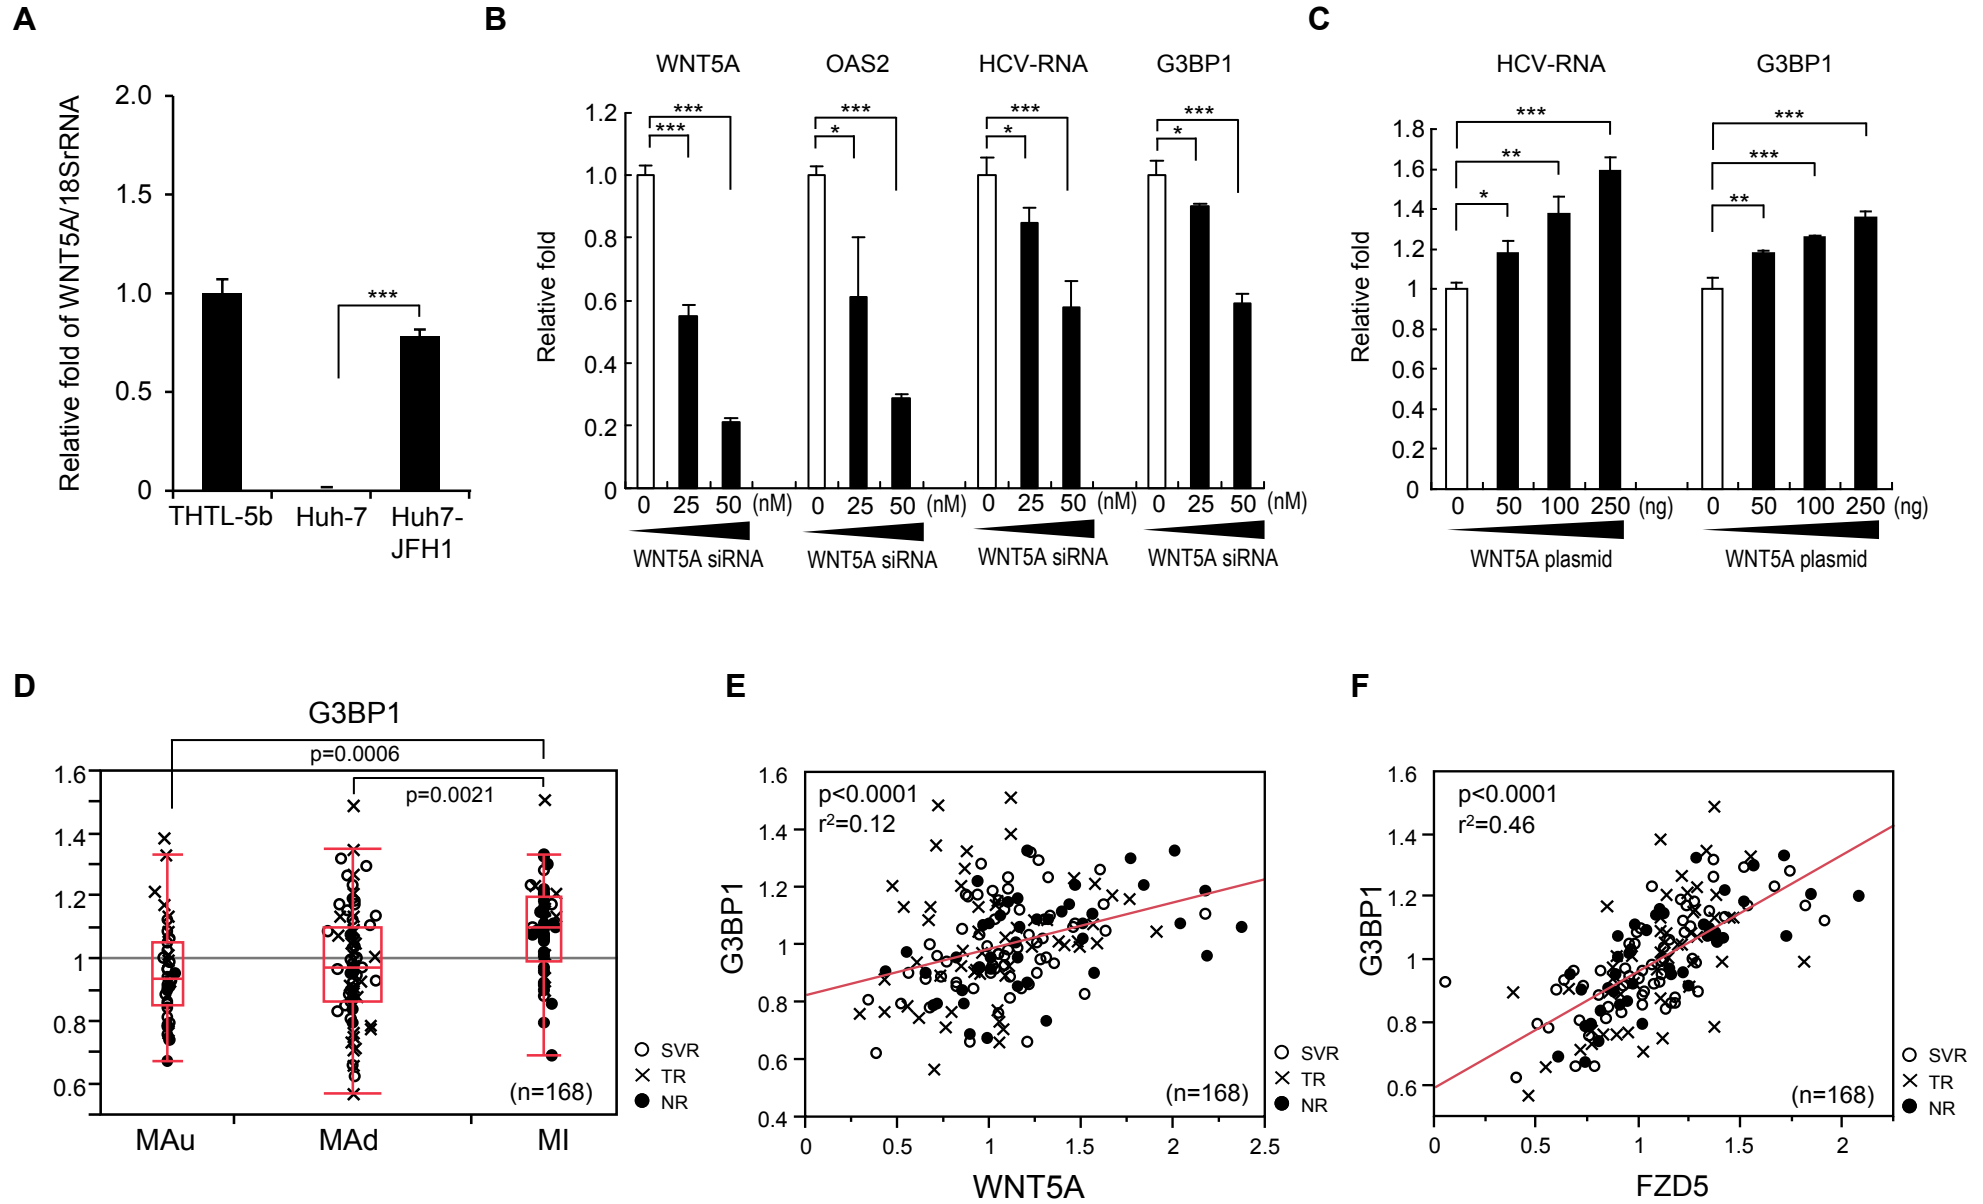 A
Relative fold of WNT5A/18SrRNA
2.0
1.5
1.0
0.5
0
***
THTL-5b
Huh-7
Huh7-
JFH1
B
WNT5A
OAS2
HCV-RNA
G3BP1
Relative fold
1.2
1.0
0.8
0.6
0.4
0.2
0
***
***
***
*
***
*
***
*
0 25 50 (nM)
0 25 50 (nM)
0 25 50 (nM)
0 25 50 (nM)
WNT5A siRNA
WNT5A siRNA
WNT5A siRNA
WNT5A siRNA
C
HCV-RNA
G3BP1
Relative fold
1.8
1.6
1.4
1.2
1
0.8
0.6
0.4
0.2
0
***
**
*
***
***
**
0 50 100 250 (ng)
0 50 100 250 (ng)
WNT5A plasmid
WNT5A plasmid
D
G3BP1
p=0.0006
p=0.0021
1.6
1.4
1.2
1
0.8
0.6
(n=168)
MAu
MAd
MI
SVR
TR
NR
E
G3BP1
1.6
1.4
1.2
1
0.8
0.6
0.4
p<0.0001
r²=0.12
(n=168)
0 0.5 1 1.5 2 2.5
WNT5A
SVR
TR
NR
F
G3BP1
1.6
1.4
1.2
1
0.8
0.6
p<0.0001
r²=0.46
(n=168)
0 0.5 1 1.5 2
FZD5
SVR
TR
NR